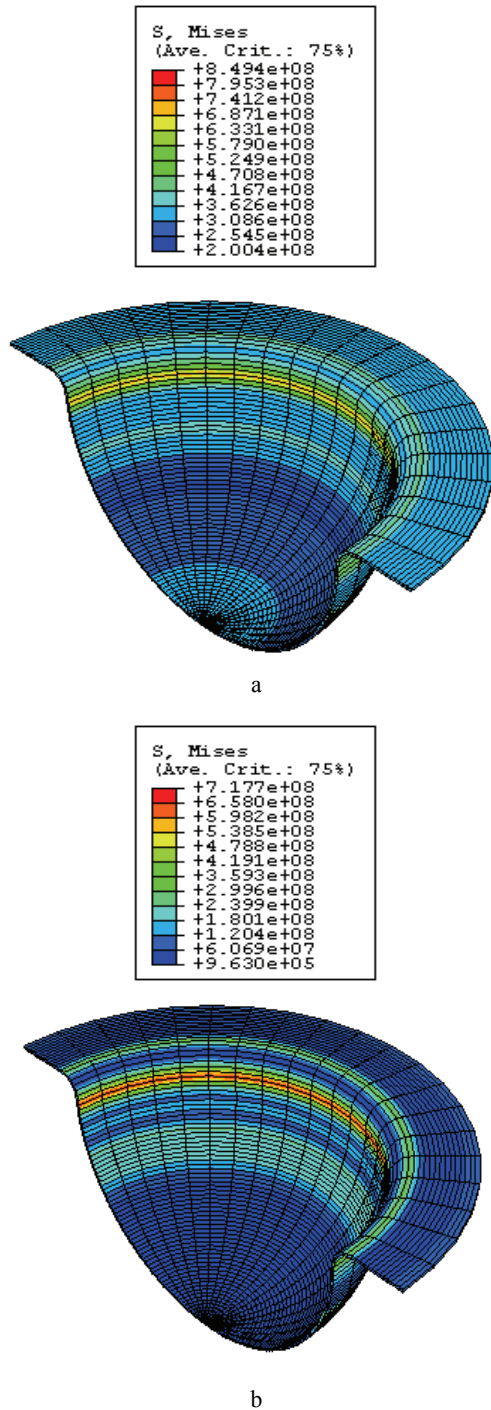 S, Mises
(Ave. Crit.: 75%)
+8.494e+08
+7.953e+08
+7.412e+08
+6.871e+08
+6.331e+08
+5.790e+08
+5.249e+08
+4.708e+08
+4.167e+08
+3.626e+08
+3.086e+08
+2.545e+08
+2.004e+08
a
S, Mises
(Ave. Crit.: 75%)
+7.177e+08
+6.580e+08
+5.982e+08
+5.385e+08
+4.788e+08
+4.191e+08
+3.593e+08
+2.996e+08
+2.399e+08
+1.801e+08
+1.204e+08
+6.069e+07
+9.630e+05
b